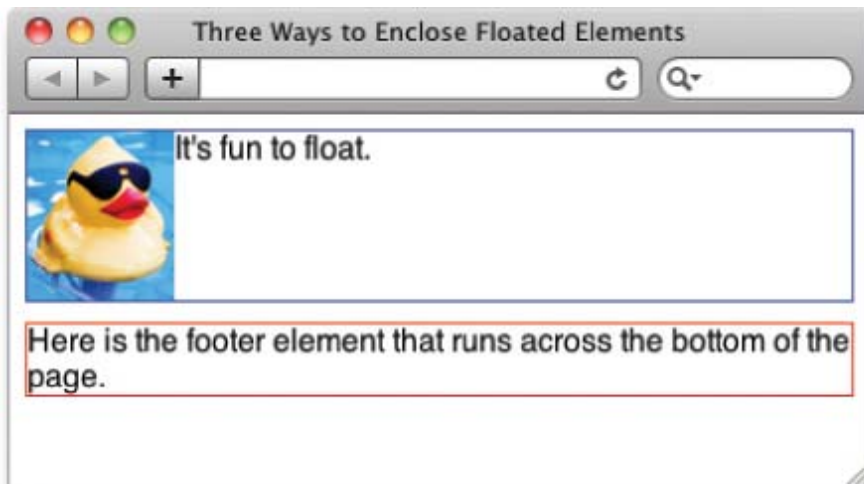 Three Ways to Enclose Floated Elements
It's fun to float.
Here is the footer element that runs across the bottom of the
page.